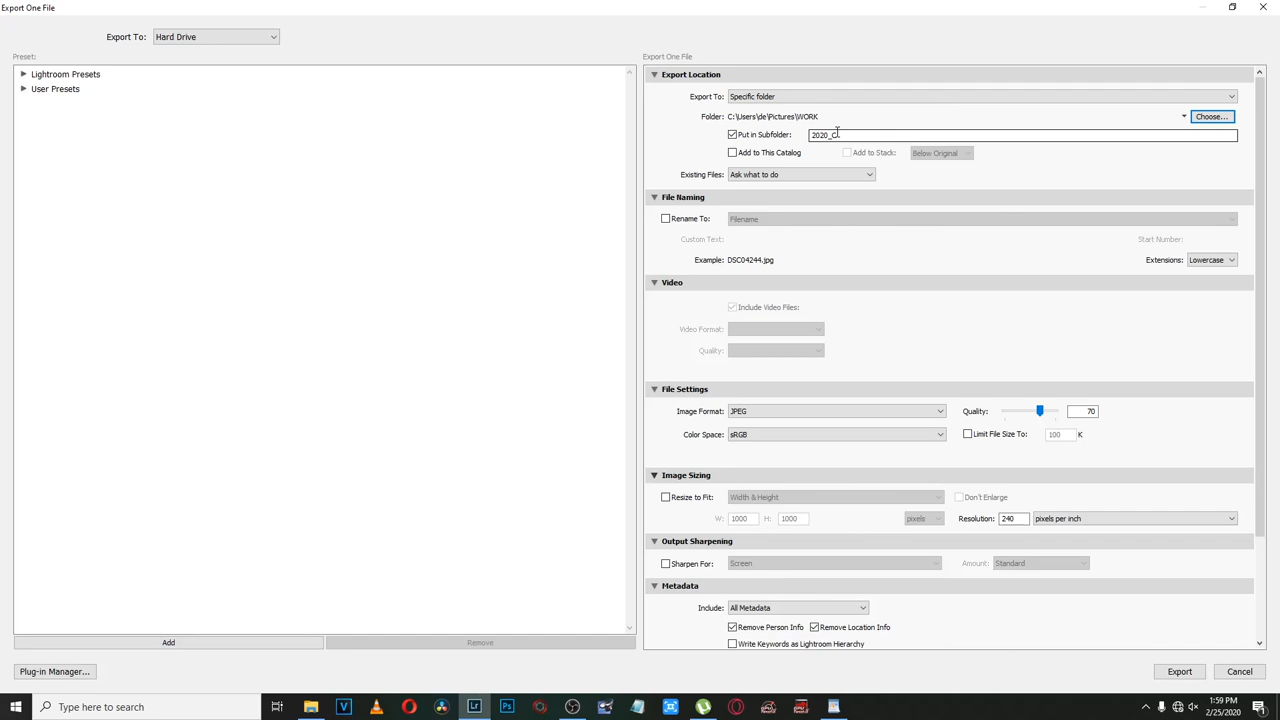 Export One File
Export To: Hard Drive
Preset:
Lightroom Presets
User Presets
Add
Remove
Plug-in Manager...
Export One File
Export Location
Export To: Specific folder
Folder: C:\Users\de\Pictures\WORK
Choose...
Put in Subfolder:
Add to This Catalog Add to Stack: Below Original
Existing Files: Ask what to do
File Naming
Rename To: Filename
Custom Text: Start Number:
Example: DSC04244.jpg Extensions: Lowercase
Video
Include Video Files:
Video Format:
Quality:
File Settings
Image Format: JPEG Quality: 70
Color Space: sRGB Limit File Size To: 100 K
Image Sizing
Resize to Fit: Width & Height Don't Enlarge
W: 1000 H: 1000 pixels Resolution: 240 pixels per inch
Output Sharpening
Sharpen For: Screen Amount: Standard
Metadata
Include: All Metadata
Remove Person Info Remove Location Info
Write Keywords as Lightroom Hierarchy
Export Cancel
Type here to search
Lr Ps
1:59 PM
2/25/2020